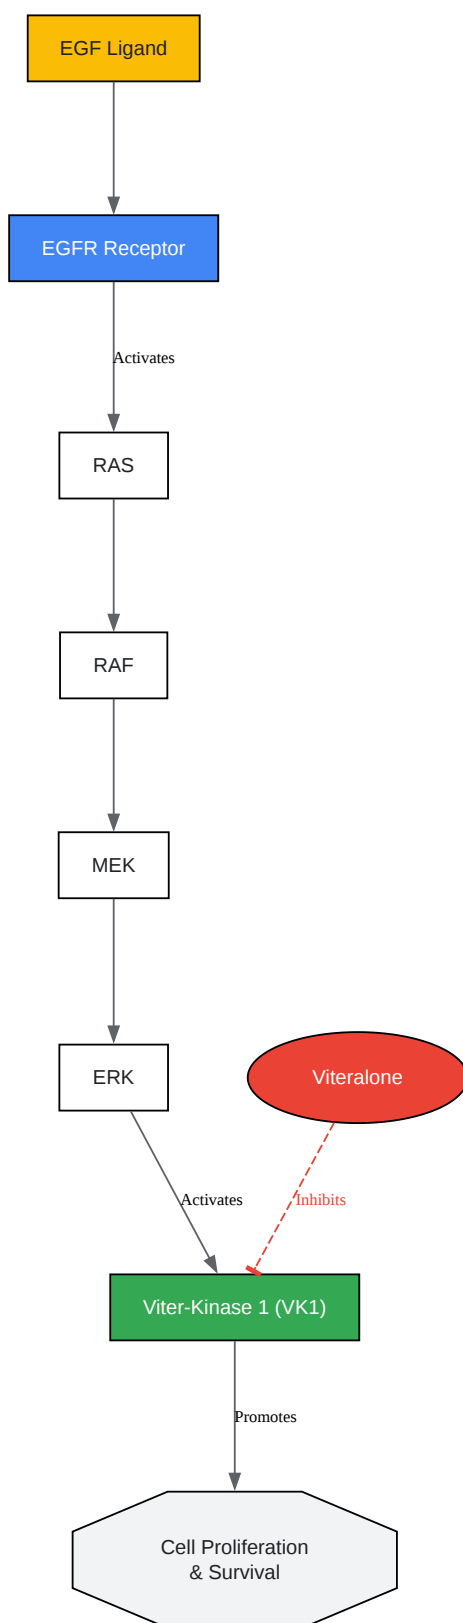 EGF Ligand
EGFR Receptor
Activates
RAS
RAF
MEK
ERK
Viteralone
Activates
Inhibits
Viter-Kinase 1 (VK1)
Promotes
Cell Proliferation
& Survival